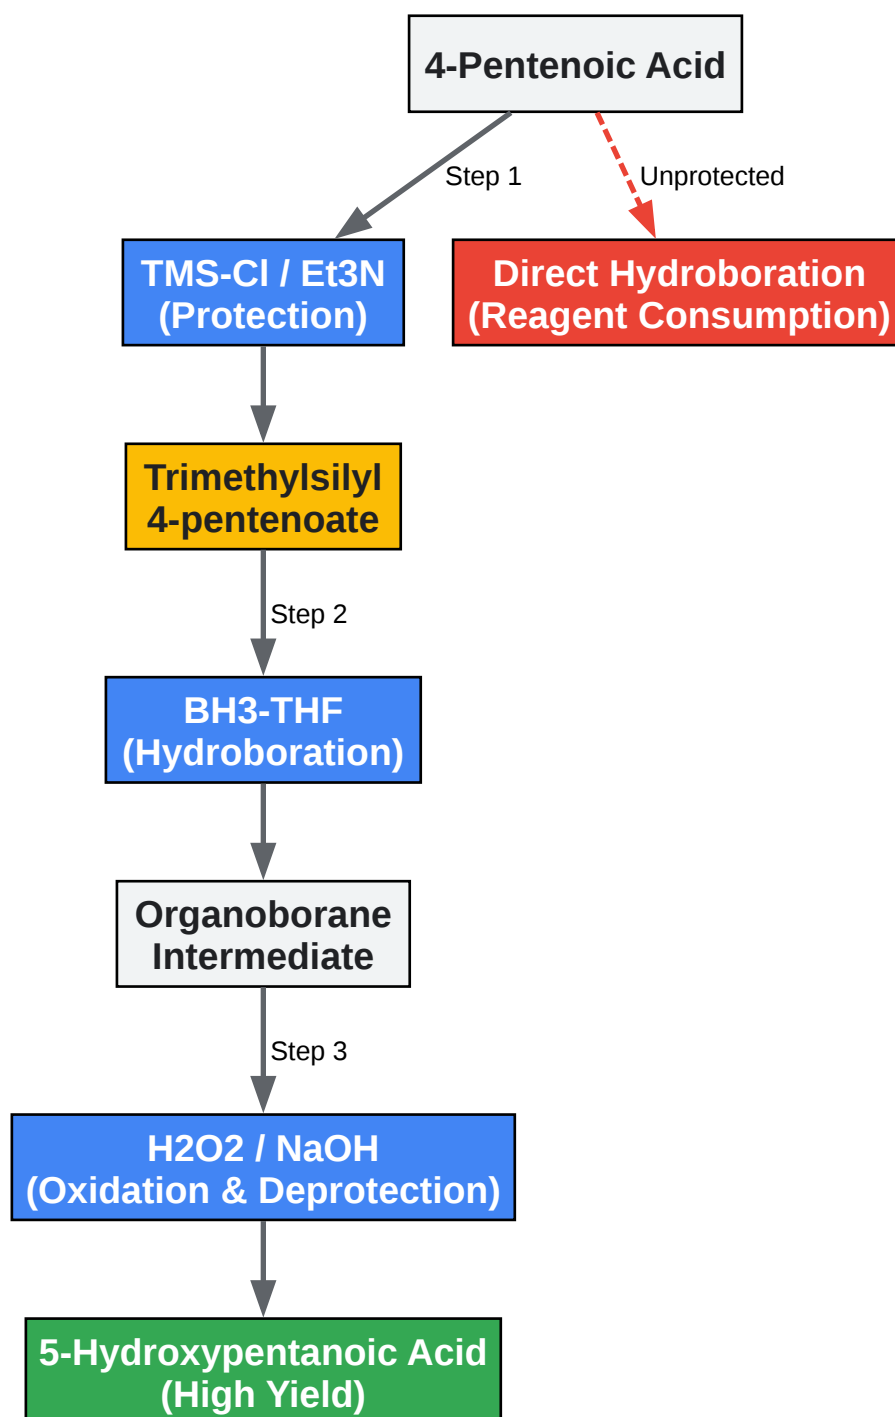 4-Pentenoic Acid
Step 1
Unprotected
TMS-Cl / Et3N
(Protection)
Direct Hydroboration
(Reagent Consumption)
Trimethylsilyl
4-pentenoate
Step 2
BH3-THF
(Hydroboration)
Organoborane
Intermediate
Step 3
H2O2 / NaOH
(Oxidation & Deprotection)
5-Hydroxypentanoic Acid
(High Yield)